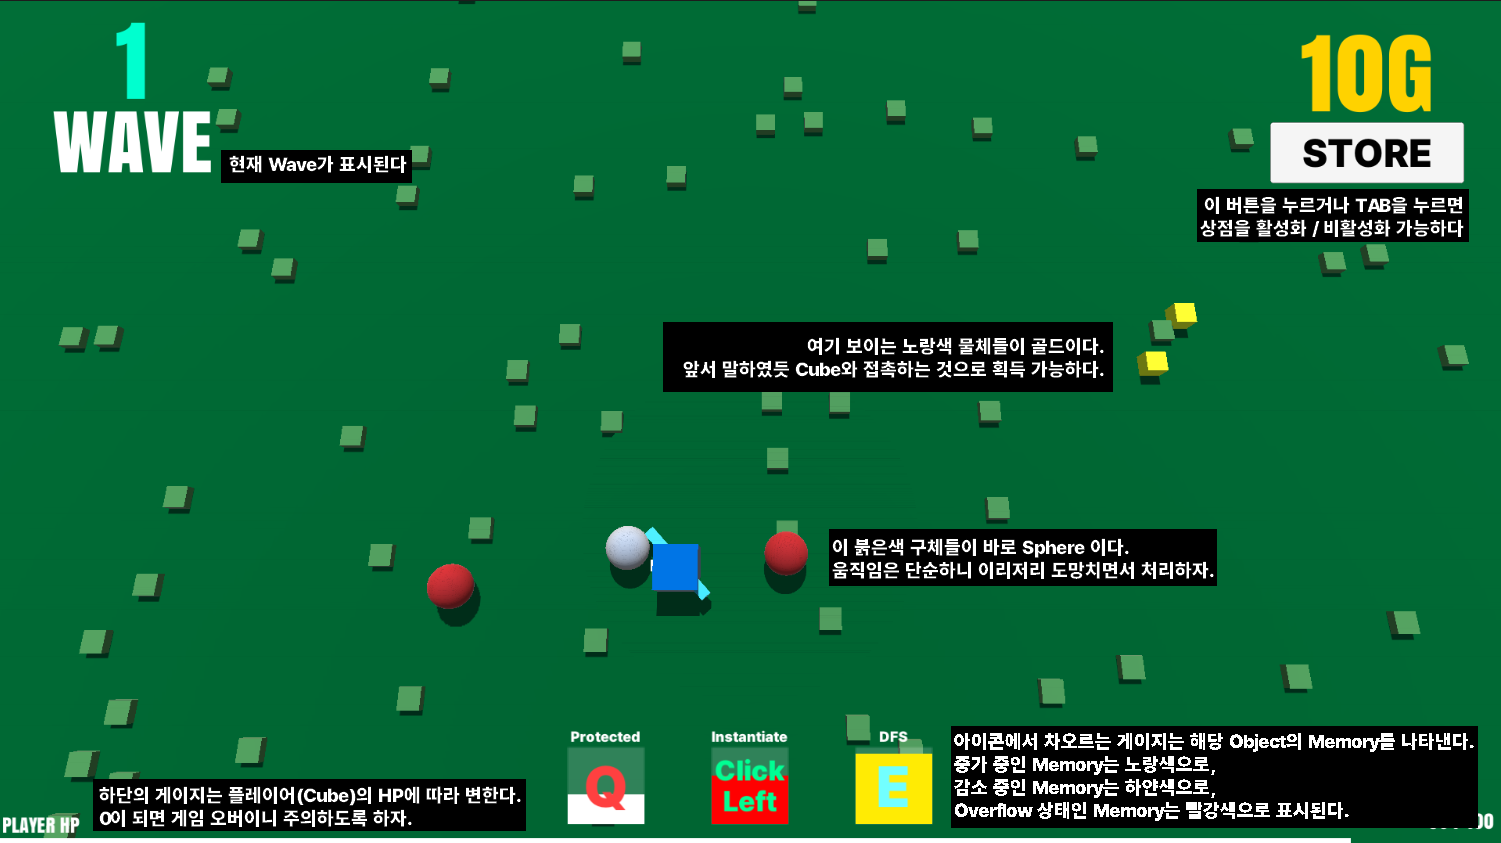 1
WAVE
현재 Wave가 표시된다
10G
STORE
이 버튼을 누르거나 TAB을 누르면
상점을 활성화 / 비활성화 가능하다
여기 보이는 노랑색 물체들이 골드이다.
앞서 말하였듯 Cube와 접촉하는 것으로 획득 가능하다.
이 붉은색 구체들이 바로 Sphere 이다.
움직임은 단순하니 이리저리 도망치면서 처리하자.
Protected
Q
Instantiate
Click
Left
DFS
E
아이콘에서 차오르는 게이지는 해당 Object의 Memory를 나타낸다.
증가 중인 Memory는 노랑색으로,
감소 중인 Memory는 하얀색으로,
Overflow 상태인 Memory는 빨강색으로 표시된다.
하단의 게이지는 플레이어(Cube)의 HP에 따라 변한다.
0이 되면 게임 오버이니 주의하도록 하자.
PLAYER HP